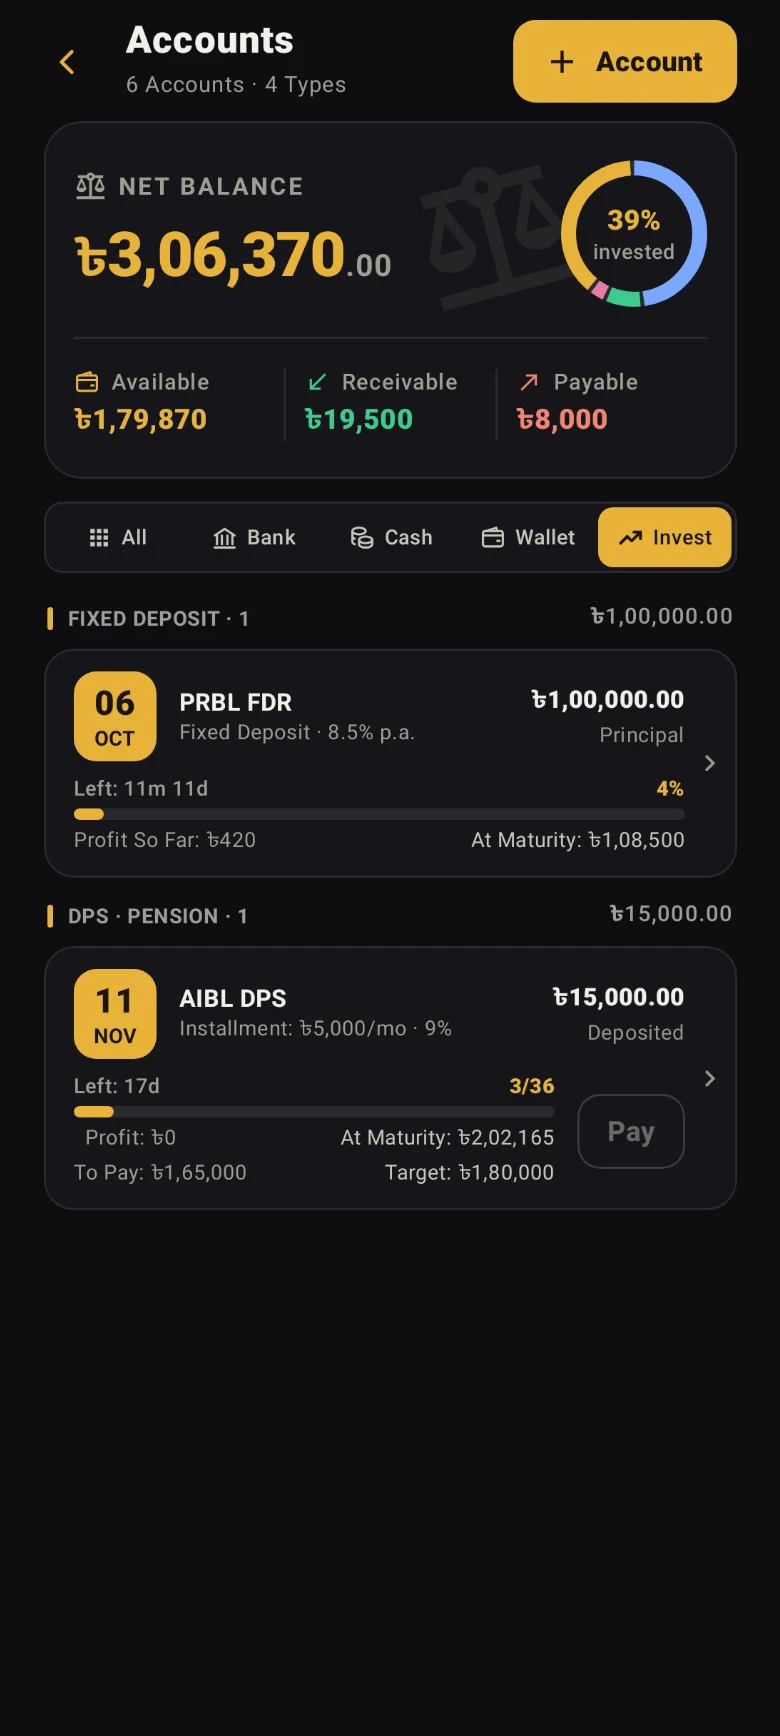 Accounts
6 Accounts · 4 Types
+ Account
NET BALANCE
৳3,06,370.00
39%
invested
Available
৳1,79,870
Receivable
৳19,500
Payable
৳8,000
All
Bank
Cash
Wallet
Invest
FIXED DEPOSIT · 1
৳1,00,000.00
06
OCT
PRBL FDR
Fixed Deposit · 8.5% p.a.
৳1,00,000.00
Principal
Left: 11m 11d
4%
Profit So Far: ৳420
At Maturity: ৳1,08,500
DPS · PENSION · 1
৳15,000.00
11
NOV
AIBL DPS
Installment: ৳5,000/mo · 9%
৳15,000.00
Deposited
Left: 17d
3/36
Profit: ৳0
At Maturity: ৳2,02,165
Pay
To Pay: ৳1,65,000
Target: ৳1,80,000